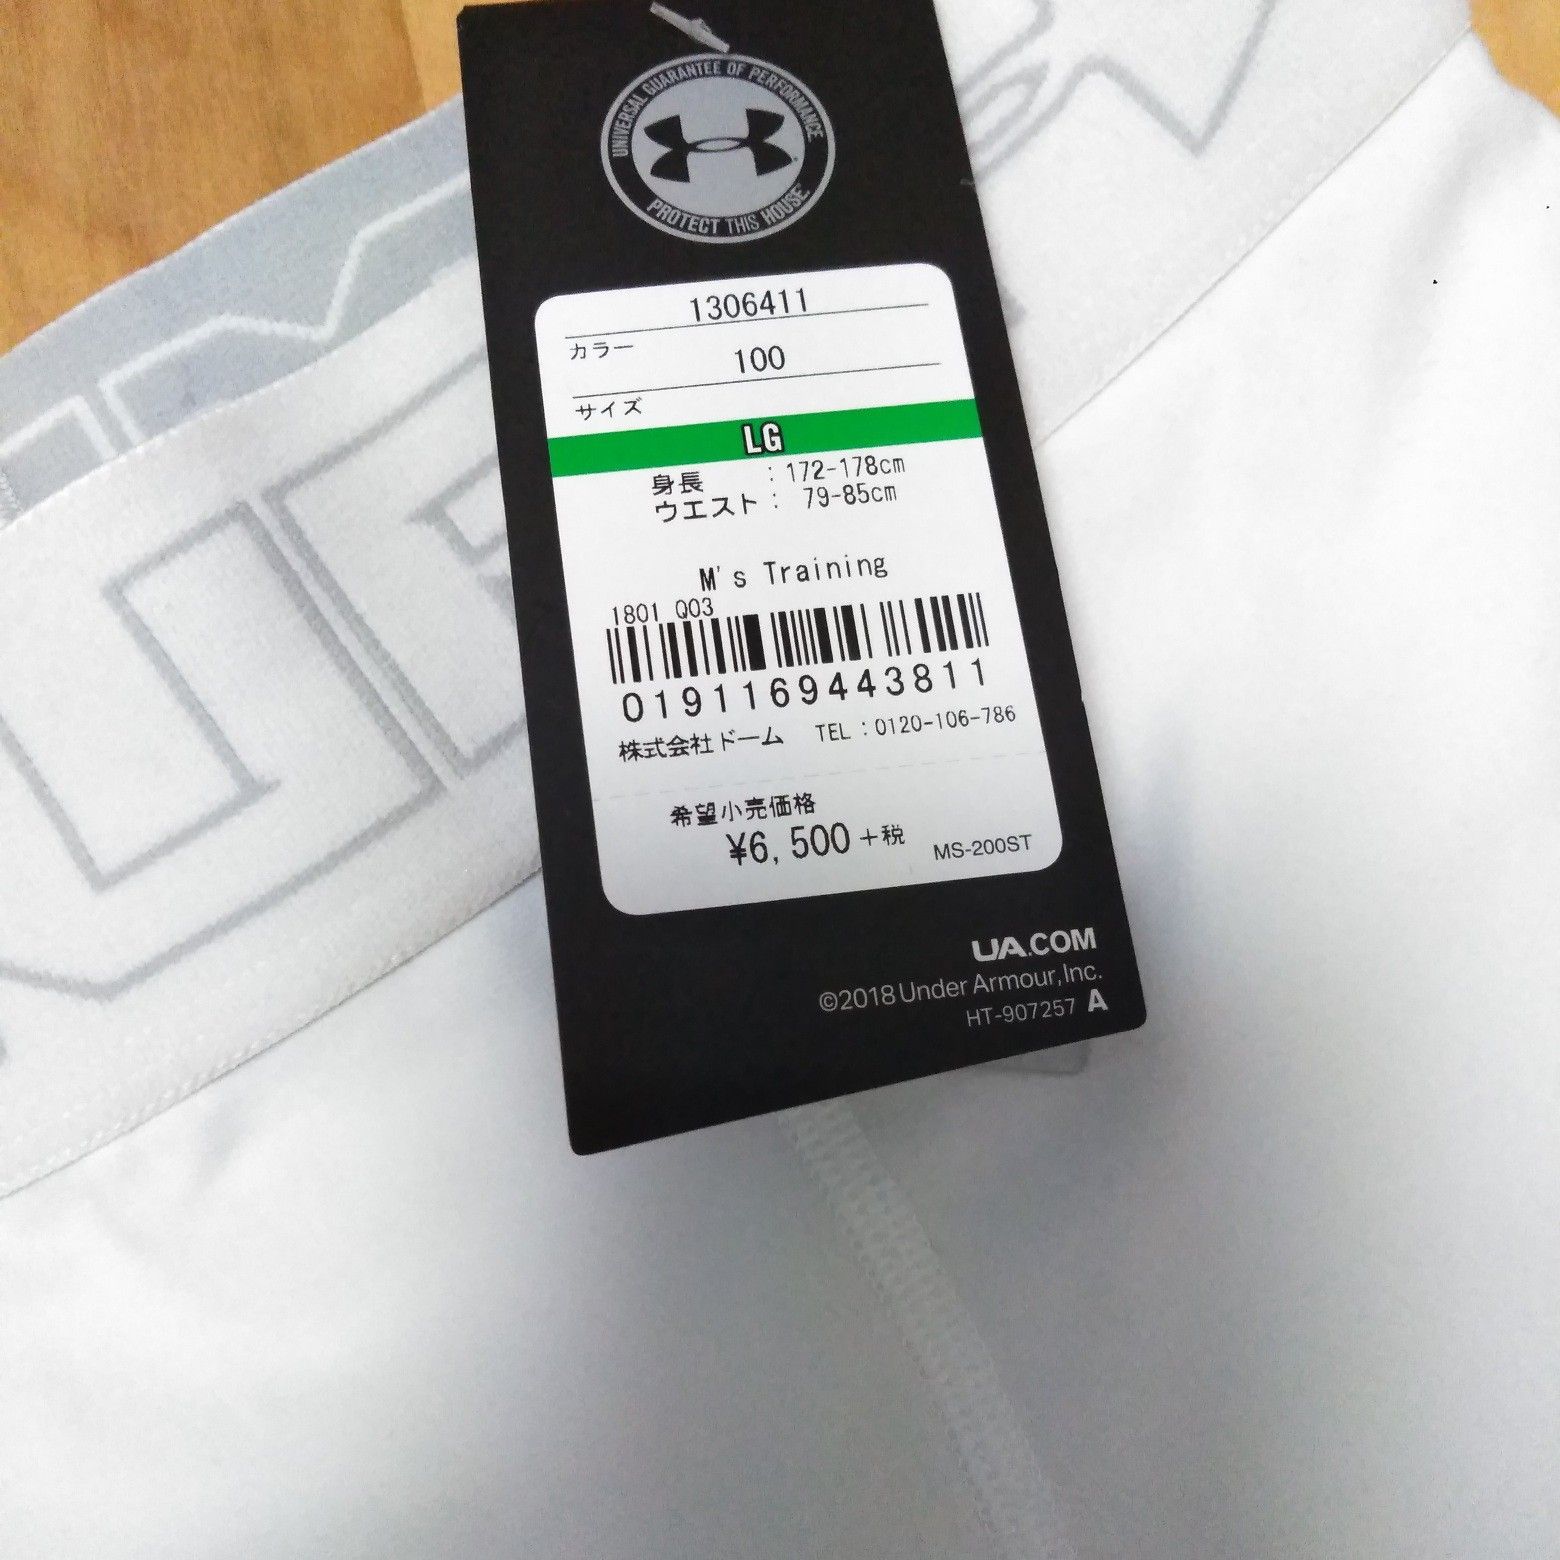 UNIVERSAL GUARANTEE OF PERFORMANCE
PROTECT THIS HOUSE
1306411
カラー
100
サイズ
LG
身長 : 172-178cm
ウエスト : 79-85cm
M's Training
1801 Q03
0191169443811
株式会社ドーム TEL : 0120-106-786
希望小売価格
¥6,500+税 MS-200ST
UA.COM
©2018 Under Armour, Inc.
HT-907257 A